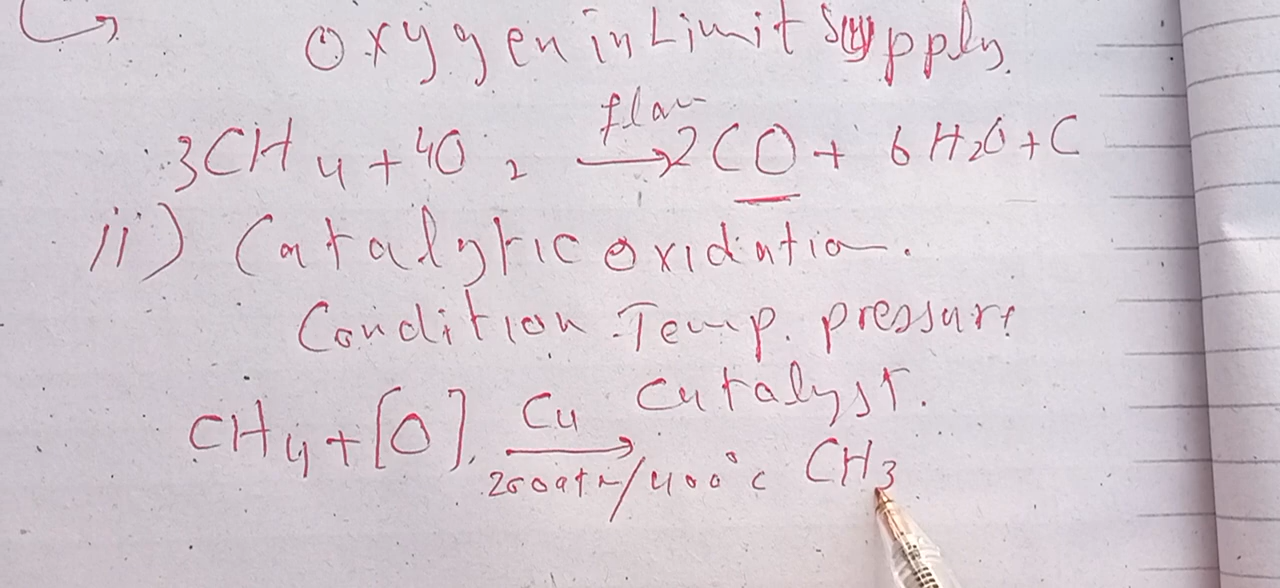 Oxygen in Limit Supply.
flam
3CH4 + 4O2 → 2CO + 6H2O + C
ii) Catalytic oxidation.
Condition Temp. pressure
Catalyst.
CH4 + [O] Cu → 200atm/400°C CH3